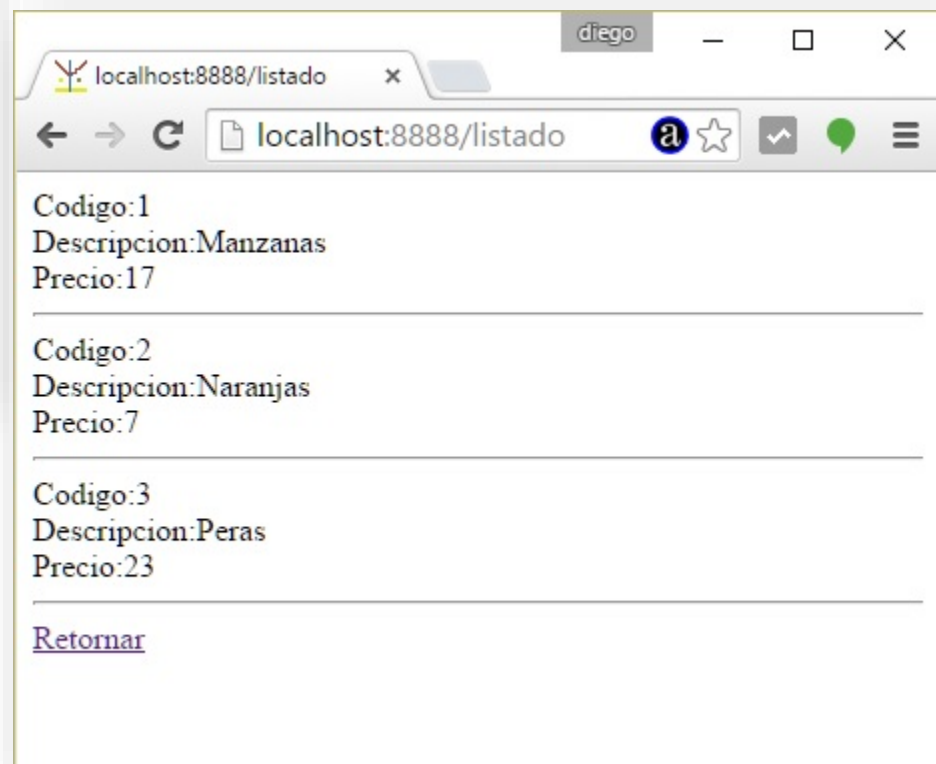 diego
localhost:8888/listado
localhost:8888/listado
Codigo:1
Descripcion:Manzanas
Precio:17
Codigo:2
Descripcion:Naranjas
Precio:7
Codigo:3
Descripcion:Peras
Precio:23
Retornar